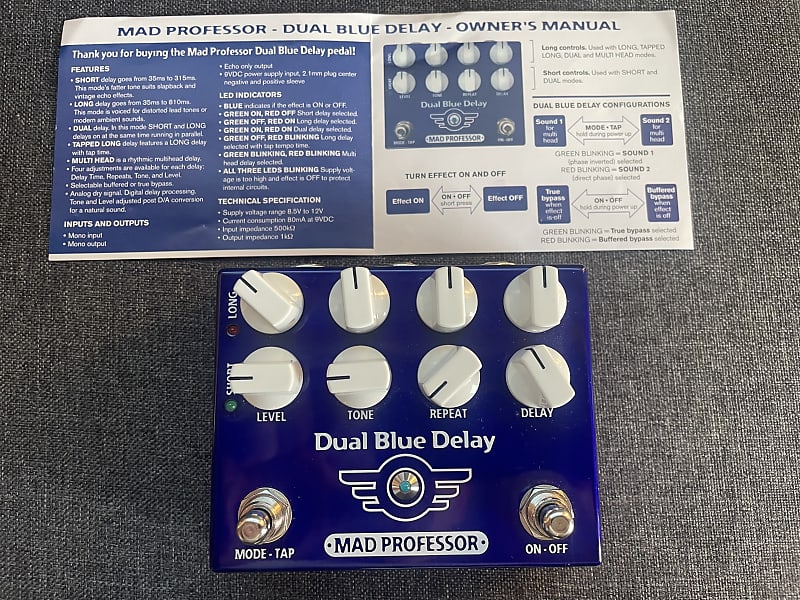 MAD PROFESSOR - DUAL BLUE DELAY - OWNER'S MANUAL
Thank you for buying the Mad Professor Dual Blue Delay pedal!
FEATURES
• SHORT delay goes from 35ms to 315ms.
This mode's fatter tone suits slapback and
vintage echo effects.
• LONG delay goes from 35ms to 810ms.
This mode is voiced for distorted lead tones or
modern ambient sounds.
• DUAL delay. In this mode SHORT and LONG
delays on at the same time running in parallel.
• TAPPED LONG delay features a LONG delay
with tap time.
• MULTI HEAD is a rhythmic multihead delay.
• Four adjustments are available for each delay:
Delay Time, Repeats, Tone, and Level.
• Selectable buffered or true bypass.
• Analog dry signal. Digital delay processing.
Tone and Level adjusted post D/A conversion
for a natural sound.
INPUTS AND OUTPUTS
• Mono input
• Mono output
• Echo only output
• 9VDC power supply input, 2.1mm plug center
negative and positive sleeve
LED INDICATORS
• BLUE indicates if the effect is ON or OFF.
• GREEN ON, RED OFF Short delay selected.
• GREEN OFF, RED ON Long delay selected.
• GREEN ON, RED ON Dual delay selected.
• GREEN OFF, RED BLINKING Long delay
selected with tap tempo time.
• GREEN BLINKING, RED BLINKING Multi
head delay selected.
• ALL THREE LEDS BLINKING Supply volt-
age is too high and effect is OFF to protect
internal circuits.
TECHNICAL SPECIFICATION
• Supply voltage range 8.5V to 12V
• Current consumption 80mA at 9VDC
• Input impedance 500kΩ
• Output impedance 1kΩ
LONG
SHORT
LEVEL
TONE
REPEAT
DELAY
Dual Blue Delay
MAD PROFESSOR
MODE - TAP
ON - OFF
Long controls. Used with LONG, TAPPED
LONG, DUAL and MULTI HEAD modes.
Short controls. Used with SHORT and
DUAL modes.
TURN EFFECT ON AND OFF
Effect ON
ON • OFF
short press
Effect OFF
DUAL BLUE DELAY CONFIGURATIONS
Sound 1
for multi
head
MODE • TAP
hold during power up
Sound 2
for
multi
head
GREEN BLINKING = SOUND 1
(phase inverted) selected
RED BLINKING = SOUND 2
(direct phase) selected
True
bypass
when
effect
is off
ON • OFF
hold during power up
Buffered
bypass
when
effect
is off
GREEN BLINKING = True bypass selected
RED BLINKING = Buffered bypass selected
LONG
SHORT
LEVEL
TONE
REPEAT
DELAY
Dual Blue Delay
• MAD PROFESSOR •
MODE - TAP
ON - OFF